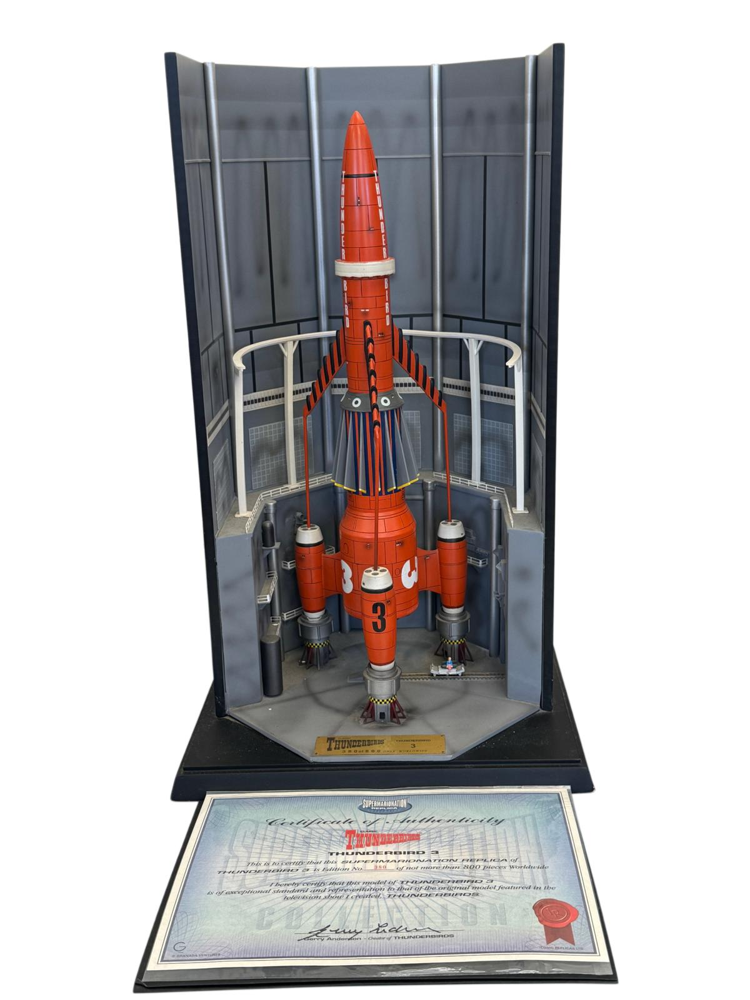 THUNDER
THUNDER
BIRD
BIRD
3
3
3
CLASSIC
THUNDERBIRDS
THUNDERBIRD
3
380 of 800
SUPERMARIONATION
REPLICA
Certificate of Authenticity
CLASSIC
THUNDERBIRDS
THUNDERBIRD 3
This is to certify that this SUPERMARIONATION REPLICA of
THUNDERBIRD 3 is Edition No. 380 of not more than 800 pieces Worldwide
I hereby certify that this model of THUNDERBIRD 3
is of exceptional standard and representation to that of the original model featured in the
television show I created, THUNDERBIRDS.
COLLECTION
Gerry Anderson
Gerry Anderson - Creator of THUNDERBIRDS
G
© GRANADA VENTURES
IR
ICONIC REPLICAS LTD